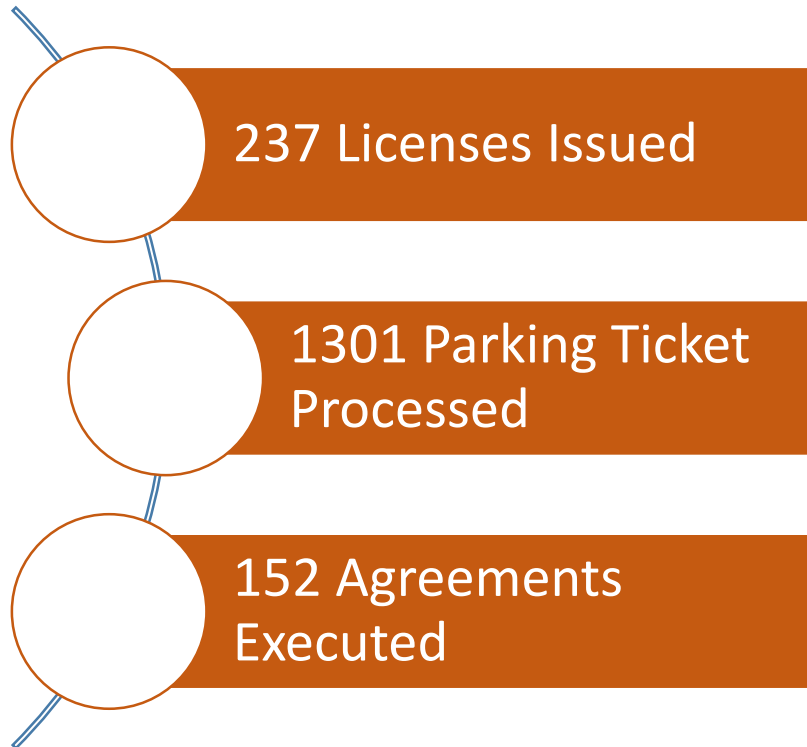 237 Licenses Issued
1301 Parking Ticket
Processed
152 Agreements
Executed